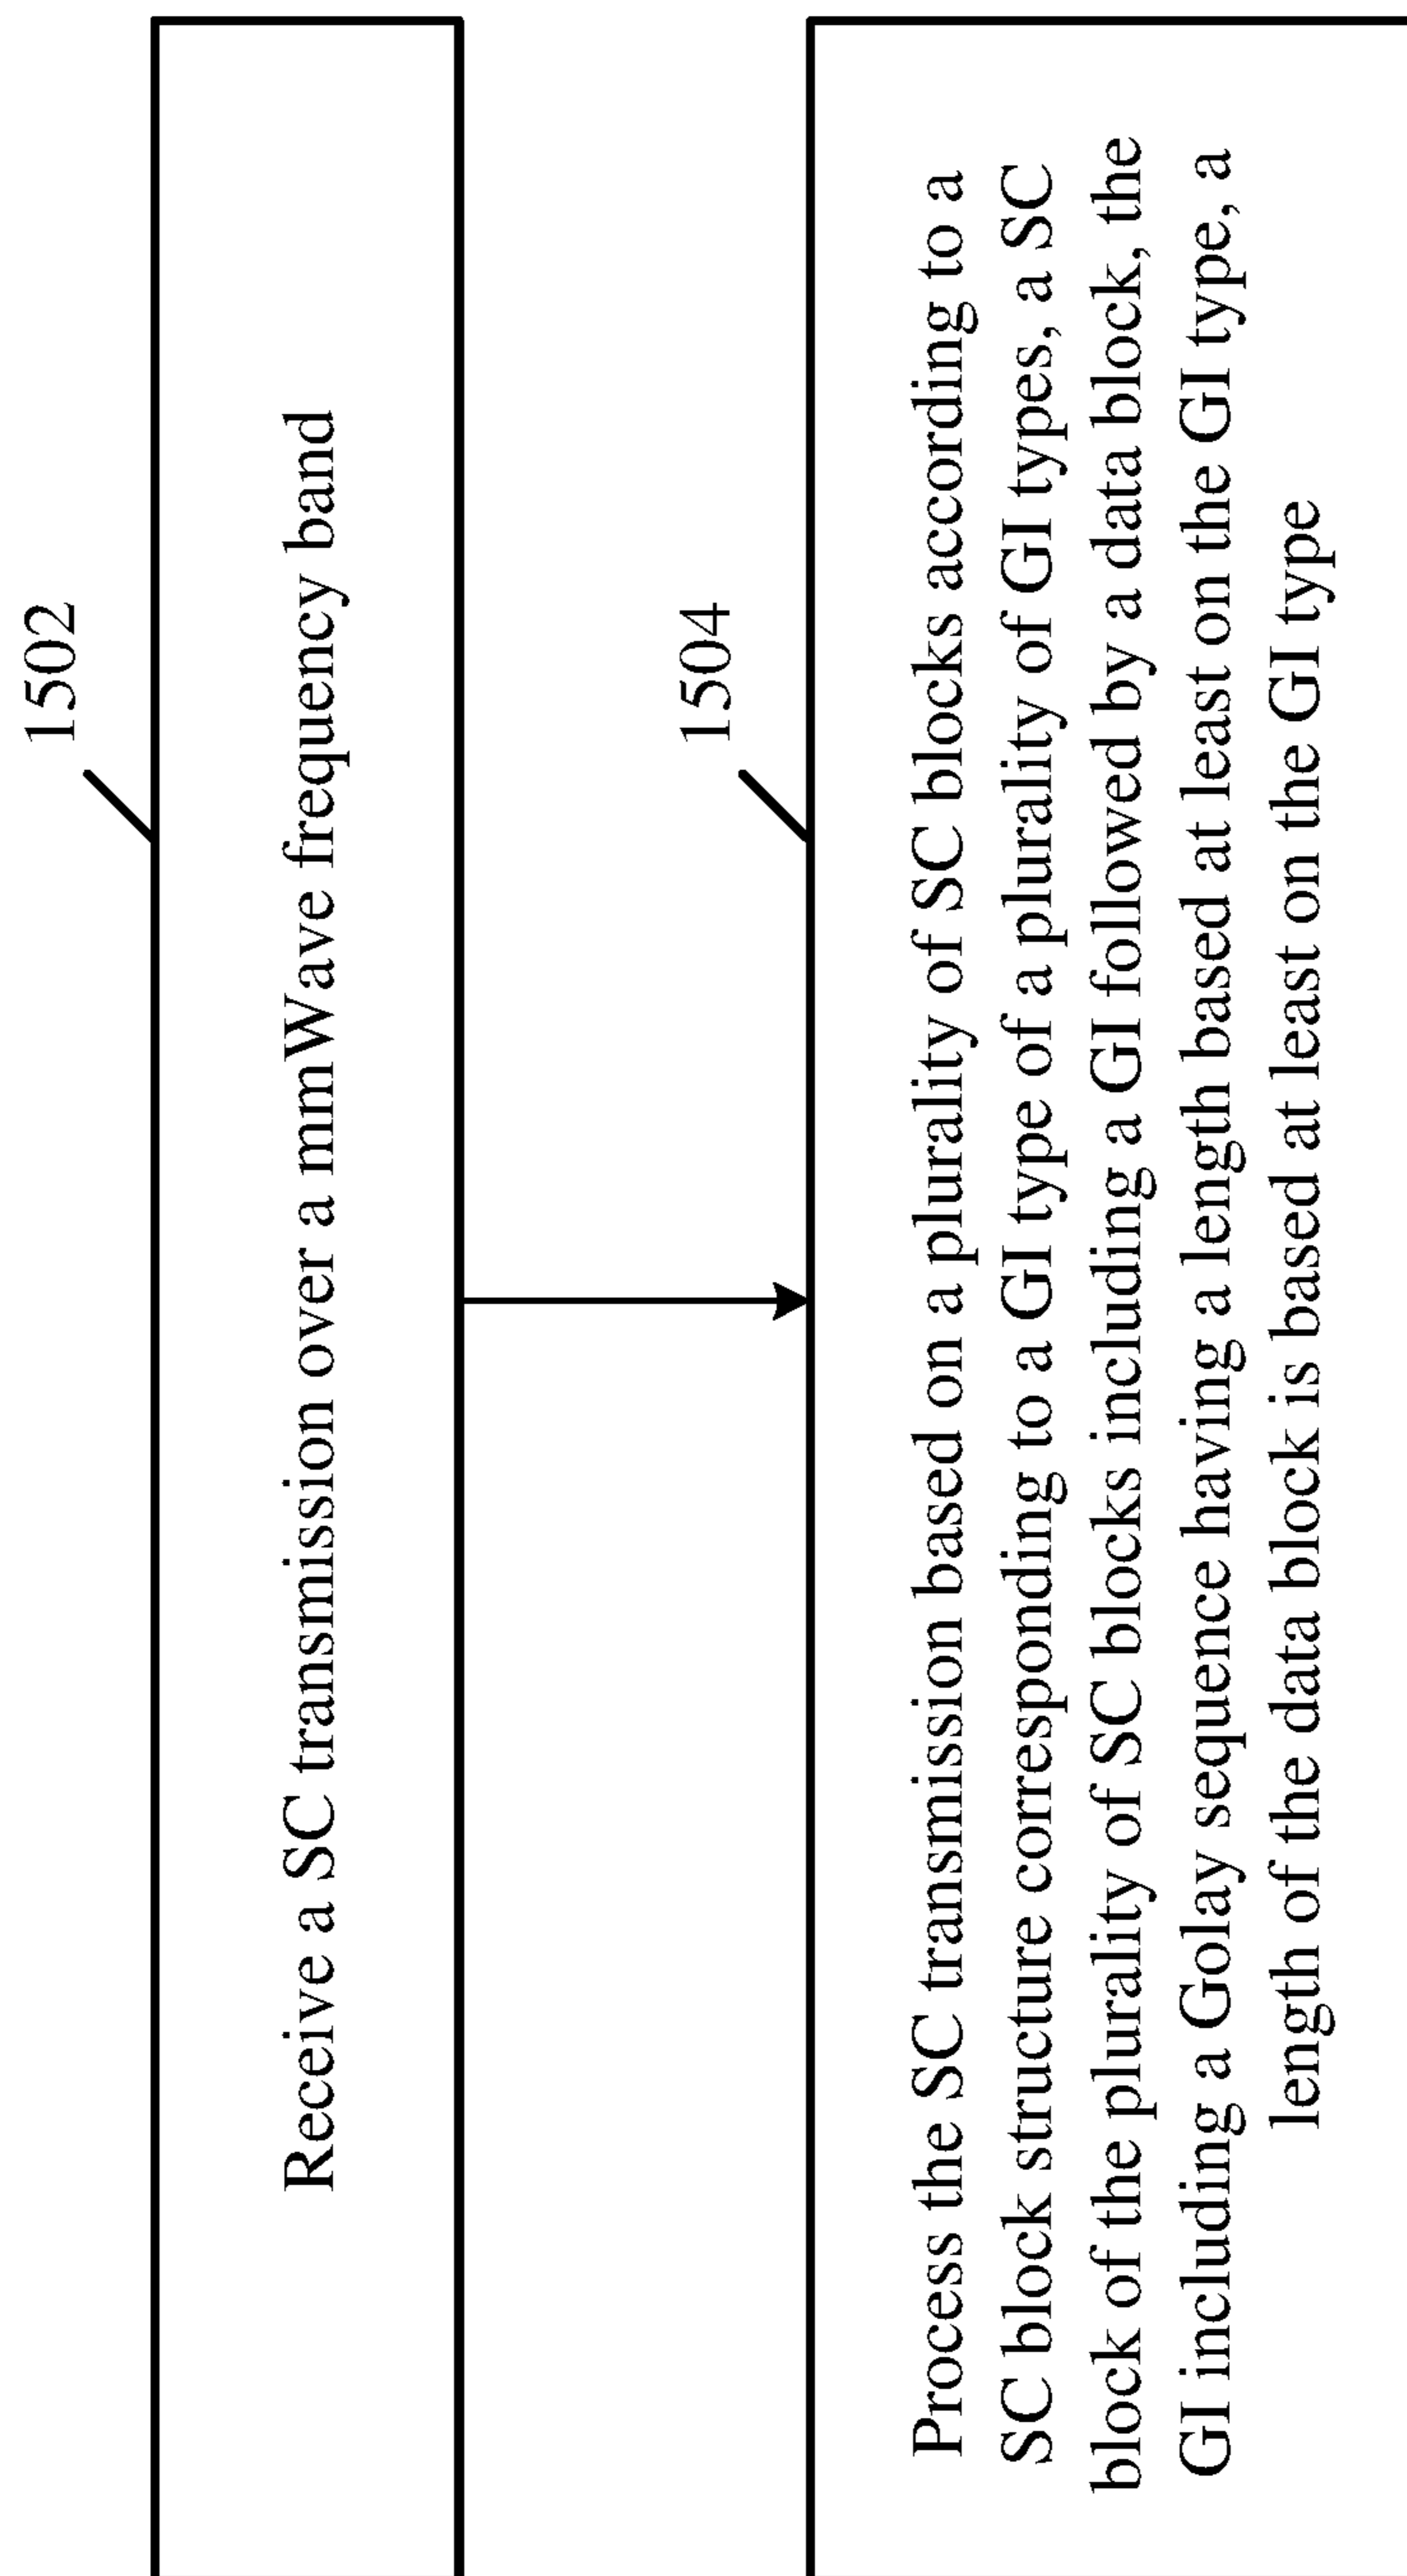 1502
Receive a SC transmission over a mmWave frequency band
1504
Process the SC transmission based on a plurality of SC blocks according to a
SC block structure corresponding to a GI type of a plurality of GI types, a SC
block of the plurality of SC blocks including a GI followed by a data block, the
GI including a Golay sequence having a length based at least on the GI type, a
length of the data block is based at least on the GI type